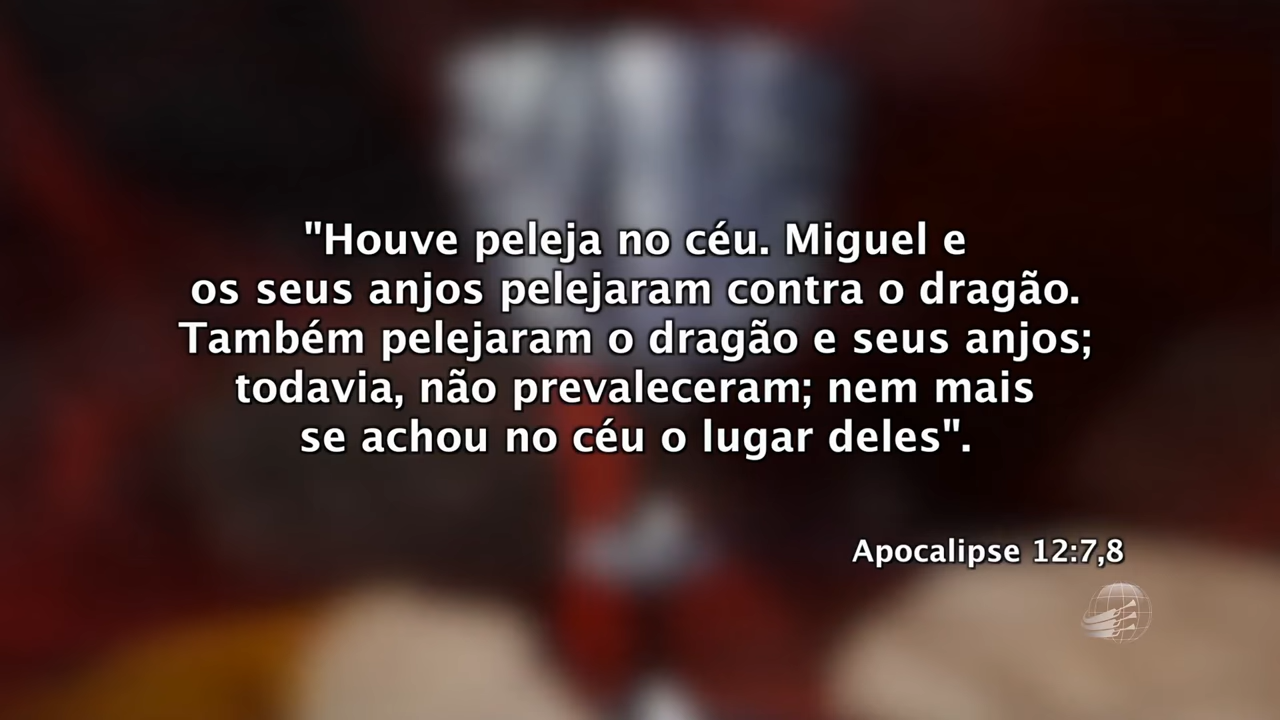 "Houve peleja no céu. Miguel e
os seus anjos pelejaram contra o dragão.
Também pelejaram o dragão e seus anjos;
todavia, não prevaleceram; nem mais
se achou no céu o lugar deles".
Apocalipse 12:7,8